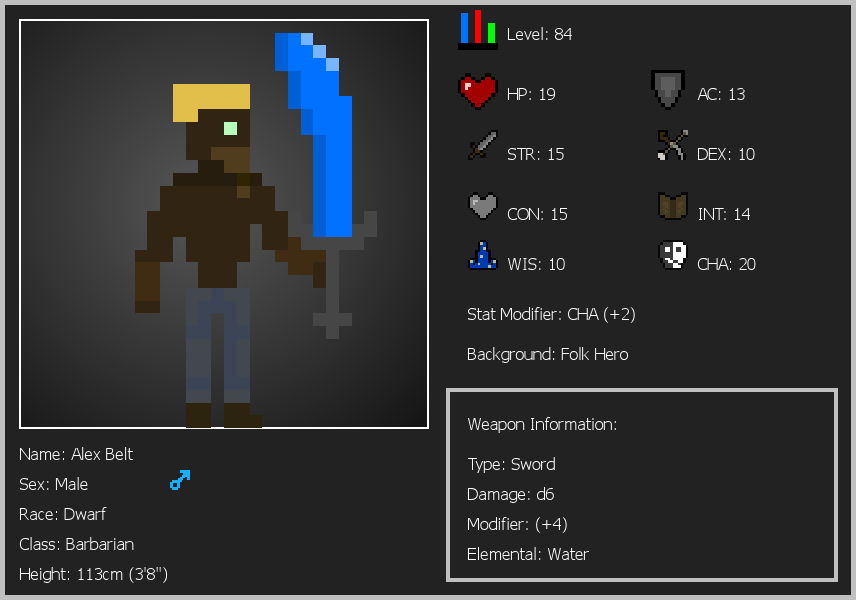 Level: 84
HP: 19
AC: 13
STR: 15
DEX: 10
CON: 15
INT: 14
WIS: 10
CHA: 20
Stat Modifier: CHA (+2)
Background: Folk Hero
Weapon Information:
Type: Sword
Damage: d6
Modifier: (+4)
Elemental: Water
Name: Alex Belt
Sex: Male
Race: Dwarf
Class: Barbarian
Height: 113cm (3'8")